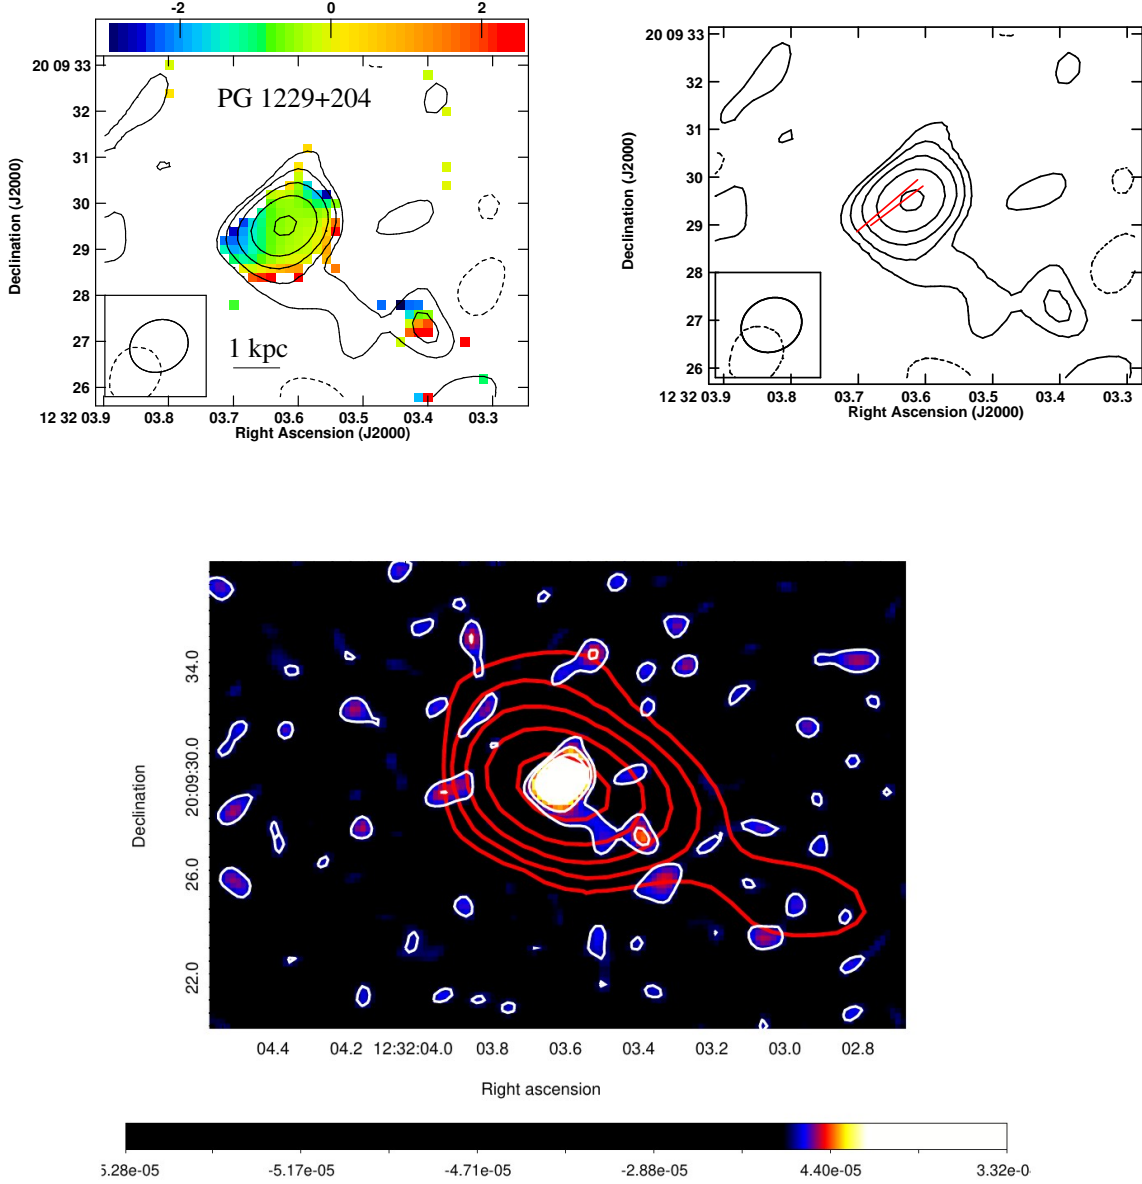 -2 0 2
20 09 33
32
31
30
29
28
27
26
Declination (J2000)
PG 1229+204
1 kpc
12 32 03.9 03.8 03.7 03.6 03.5 03.4 03.3
Right Ascension (J2000)
20 09 33
32
31
30
29
28
27
26
Declination (J2000)
12 32 03.9 03.8 03.7 03.6 03.5 03.4 03.3
Right Ascension (J2000)
34.0
20:09:30.0
26.0
22.0
Declination
04.4 04.2 12:32:04.0 03.8 03.6 03.4 03.2 03.0 02.8
Right ascension
5.28e-05 -5.17e-05 -4.71e-05 -2.88e-05 4.40e-05 3.32e-0